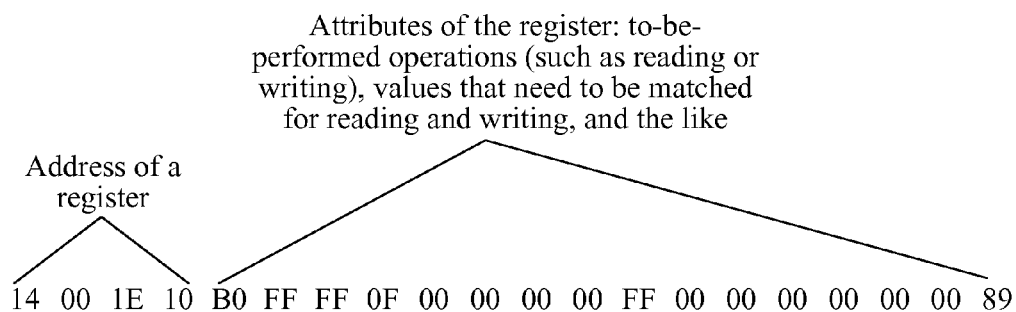 Attributes of the register: to-be-
performed operations (such as reading or
writing), values that need to be matched
for reading and writing, and the like
Address of a
register
14 00 1E 10 B0 FF FF 0F 00 00 00 00 FF 00 00 00 00 00 00 89